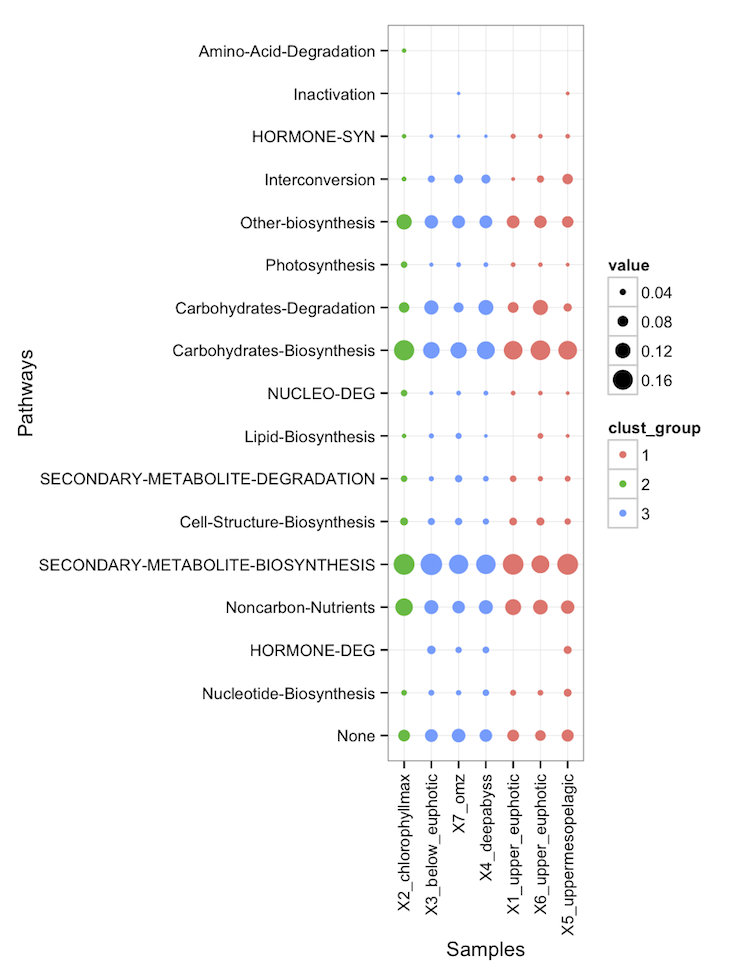 Amino-Acid-Degradation
Inactivation
HORMONE-SYN
Interconversion
Other-biosynthesis
Photosynthesis
Carbohydrates-Degradation
Carbohydrates-Biosynthesis
NUCLEO-DEG
Lipid-Biosynthesis
SECONDARY-METABOLITE-DEGRADATION
Cell-Structure-Biosynthesis
SECONDARY-METABOLITE-BIOSYNTHESIS
Noncarbon-Nutrients
HORMONE-DEG
Nucleotide-Biosynthesis
None
Pathways
X2_chlorophyllmax
X3_below_euphotic
X7_omz
X4_deepabyss
X1_upper_euphotic
X6_upper_euphotic
X5_uppermesopelagic
Samples
value
0.04
0.08
0.12
0.16
clust_group
1
2
3